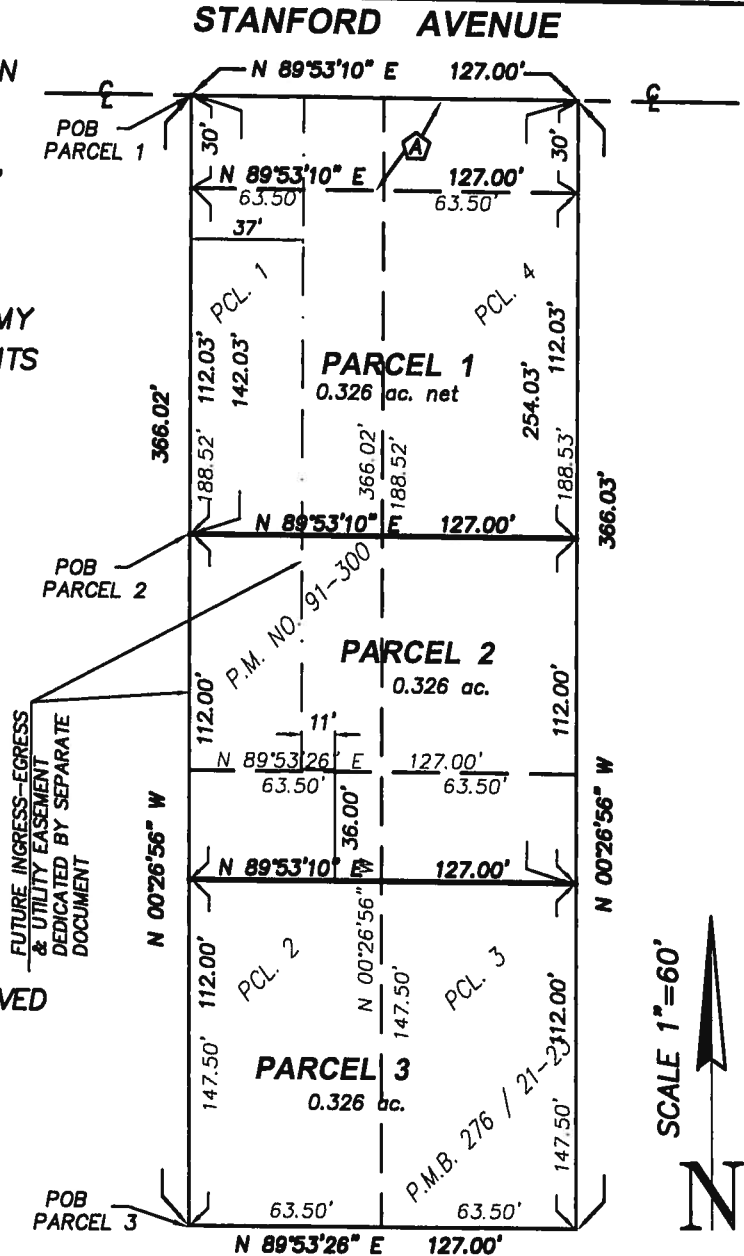 STANFORD AVENUE
N
N 89°53'10" E 127.00'
℄
℄
POB
PARCEL 1
30'
30'
A
N 89°53'10" E 127.00'
63.50'
63.50'
37'
PCL. 1
PCL. 4
MY
ITS
PARCEL 1
0.326 ac. net
366.02'
112.03'
142.03'
188.52'
366.02'
188.52'
254.03'
112.03'
188.53'
366.03'
N 89°53'10" E 127.00'
POB
PARCEL 2
P.M. NO. 91-300
PARCEL 2
0.326 ac.
112.00'
112.00'
11'
N 89°53'26" E 127.00'
63.50'
63.50'
36.00'
FUTURE INGRESS-EGRESS
& UTILITY EASEMENT
DEDICATED BY SEPARATE
DOCUMENT
N 00°26'56" W
N 00°26'56" W
N 89°53'10" E 127.00'
N 00°26'56" W
147.50'
PCL. 2
PCL. 3
112.00'
147.50'
112.00'
147.50'
VED
PARCEL 3
0.326 ac.
P.M.B. 276 / 21-23
SCALE 1"=60'
N
POB
PARCEL 3
63.50'
63.50'
N 89°53'26" E 127.00'